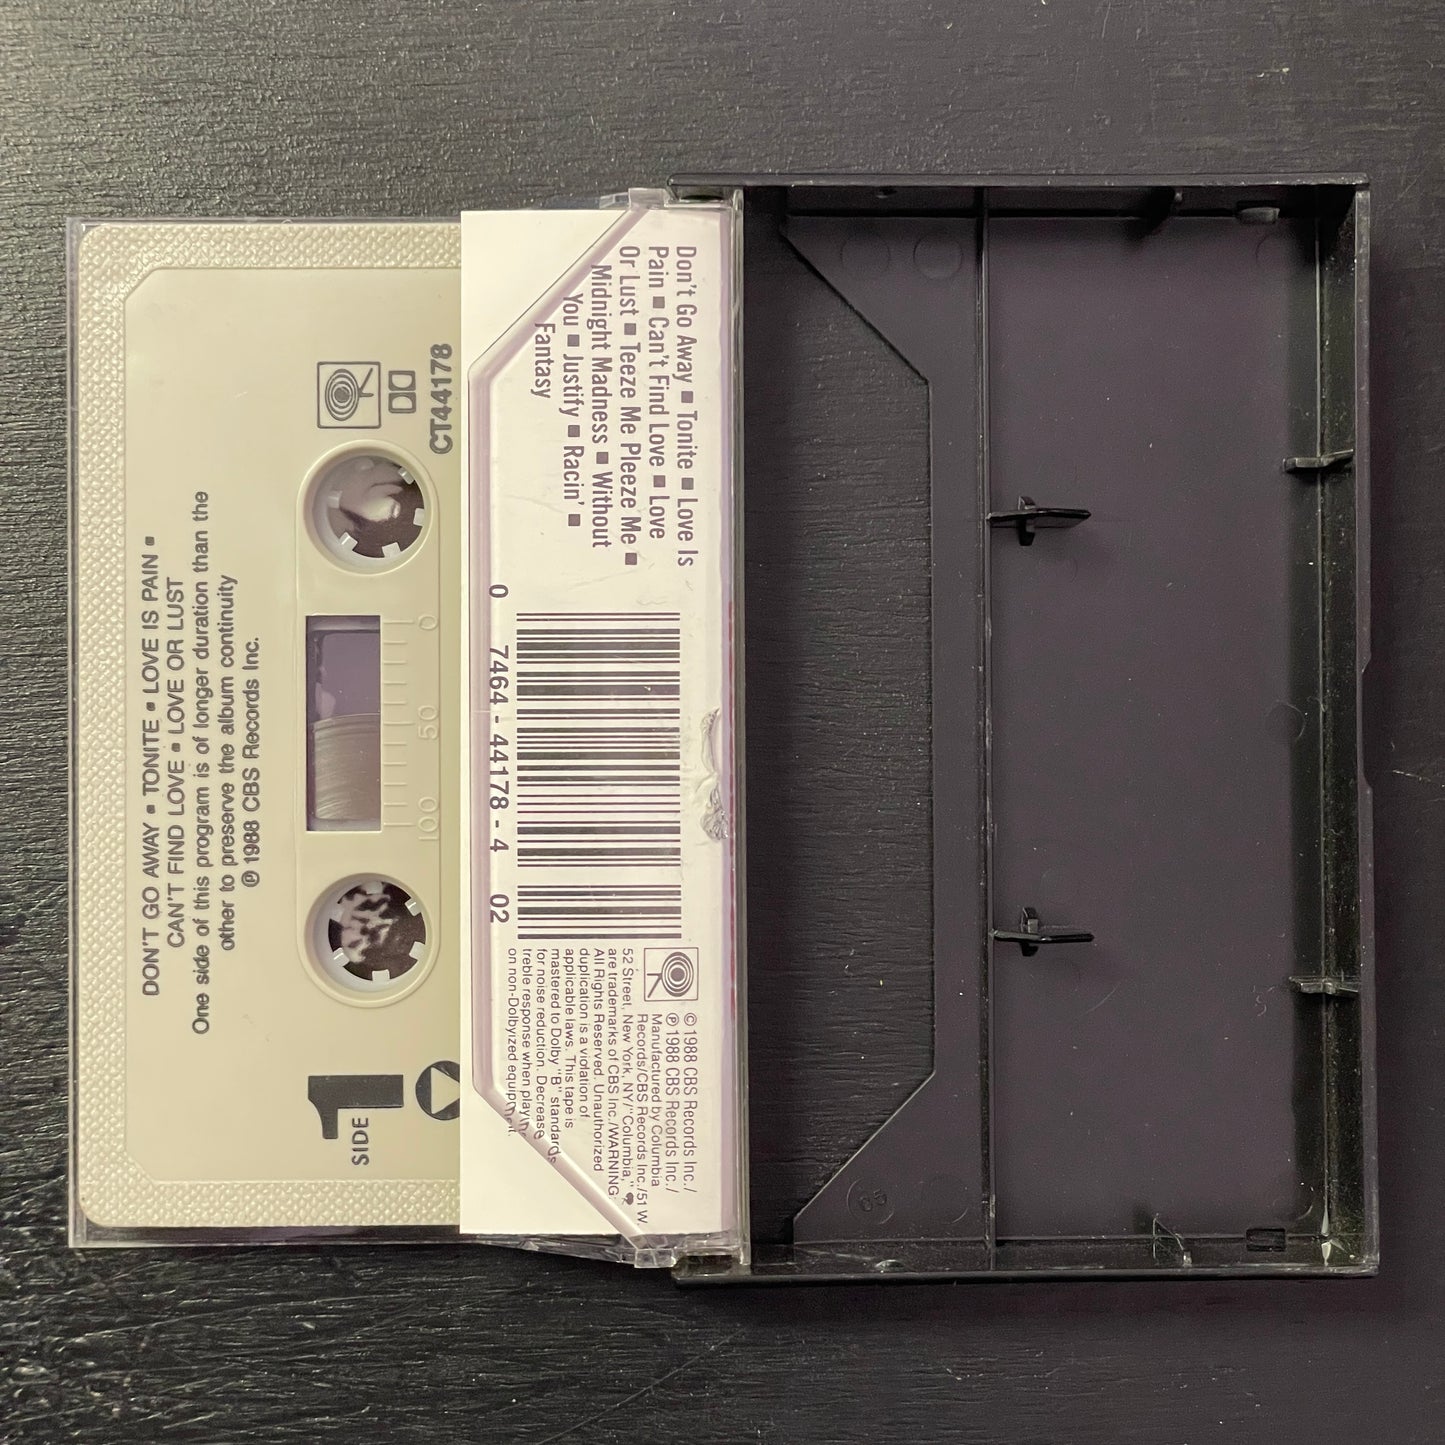 DON'T GO AWAY ▪ TONITE ▪ LOVE IS PAIN ▪
CAN'T FIND LOVE ▪ LOVE OR LUST
One side of this program is of longer duration than the
other to preserve the album continuity
℗ 1988 CBS Records Inc.
0 50 100
SIDE 1
CT44178
Don't Go Away ■ Tonite ■ Love Is
Pain ■ Can't Find Love ■ Love
Or Lust ■ Teeze Me Pleeze Me ■
Midnight Madness ■ Without
You ■ Justify ■ Racin' ■
Fantasy
0 7464-44178-4 02
© 1988 CBS Records Inc./
℗ 1988 CBS Records Inc./
Manufactured by Columbia
Records/CBS Records Inc./51 W.
52 Street, New York, NY/"Columbia,"
are trademarks of CBS Inc./WARNING:
All Rights Reserved. Unauthorized
duplication is a violation of
applicable laws. This tape is
mastered to Dolby "B" standards
for noise reduction. Decrease
treble response when playing
on non-Dolbyized equipment.
05